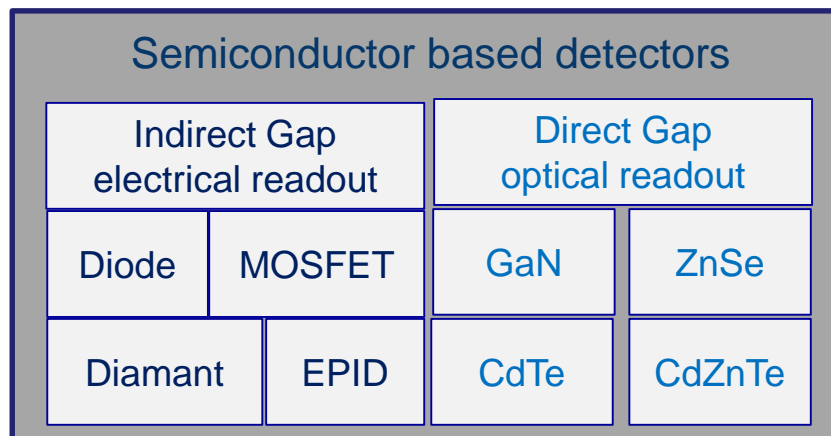 Semiconductor based detectors
Indirect Gap
electrical readout
Direct Gap
optical readout
Diode
MOSFET
GaN
ZnSe
Diamant
EPID
CdTe
CdZnTe